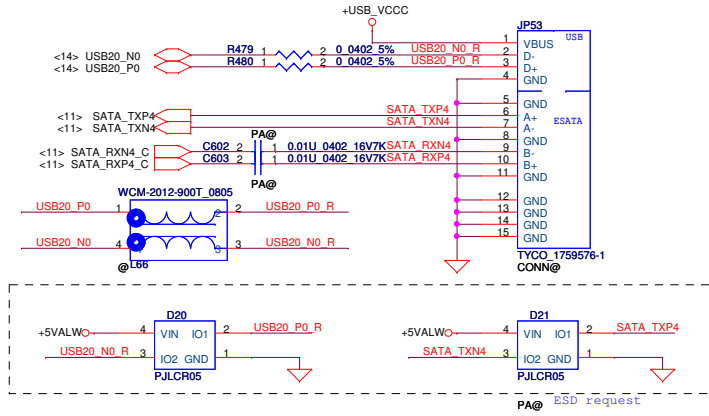 +USB_VCCC
JP53
R479 1 2 0_0402_5% 1 VBUS USB
<14> USB20_N0 USB20_N0_R 2 D-
R480 1 2 0_0402_5%
<14> USB20_P0 USB20_P0_R 3 D+
4 GND
5 GND
<11> SATA_TXP4 SATA_TXP4 6 A+ ESATA
<11> SATA_TXN4 SATA_TXN4 7 A-
PA@ 8 GND
<11> SATA_RXN4_C C602 2 1 0.01U_0402_16V7K SATA_RXN4 9 B-
<11> SATA_RXP4_C C603 2 1 0.01U_0402_16V7K SATA_RXP4 10 B+
11 GND
PA@
WCM-2012-900T_0805
12 GND
USB20_P0 1 2 2 USB20_P0_R
13 GND
14 GND
USB20_N0 4 3 3 USB20_N0_R
15 GND
@L66
TYCO_1759576-1
CONN@
D20
+5VALW 4 VIN IO1 2 USB20_P0_R
USB20_N0_R 3 IO2 GND 1
PJLCR05
D21
+5VALW 4 VIN IO1 2 SATA_TXP4
SATA_TXN4 3 IO2 GND 1
PJLCR05
PA@ ESD request